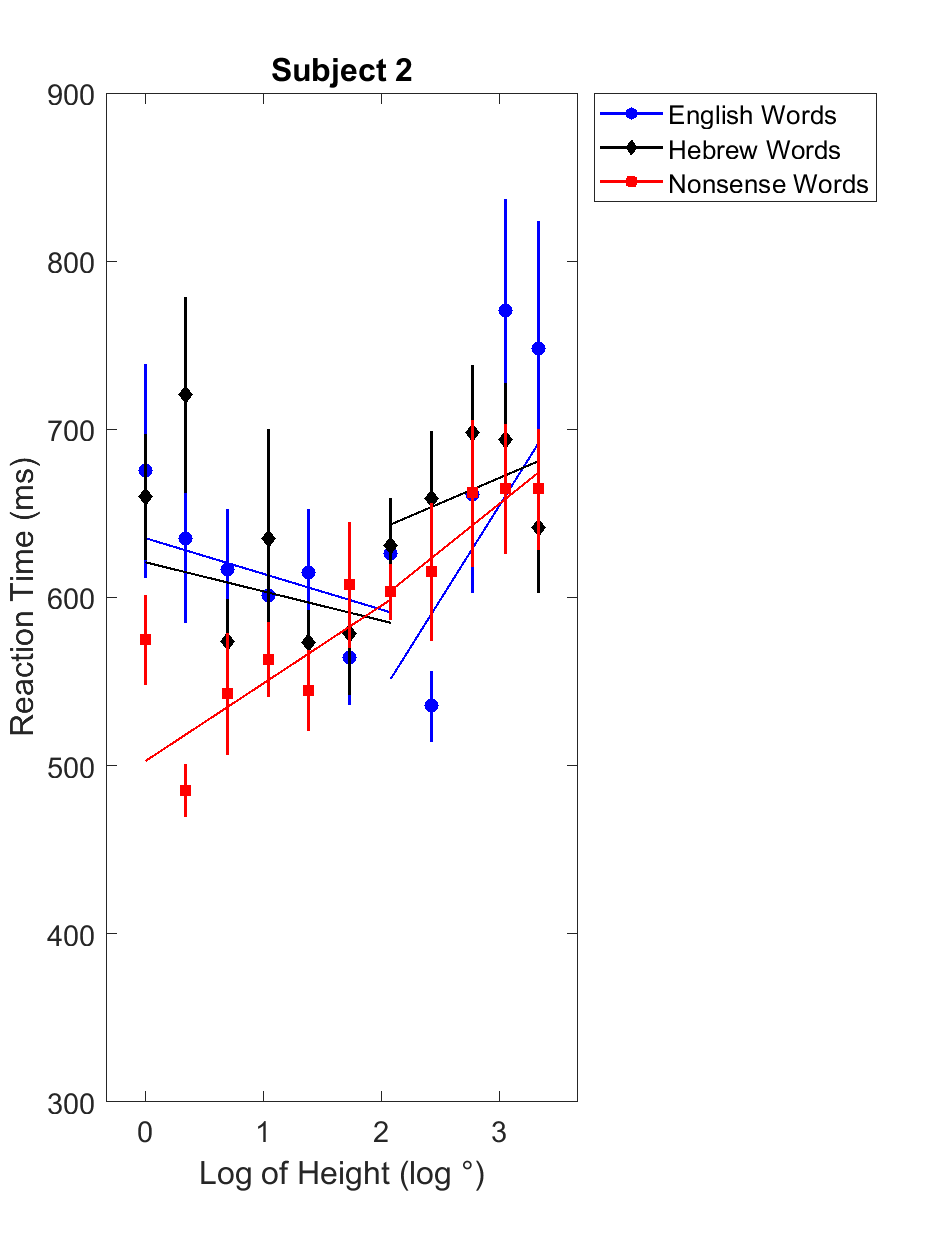 Subject 2
900
800
700
600
500
400
300
Reaction Time (ms)
0 1 2 3
Log of Height (log °)
English Words
Hebrew Words
Nonsense Words